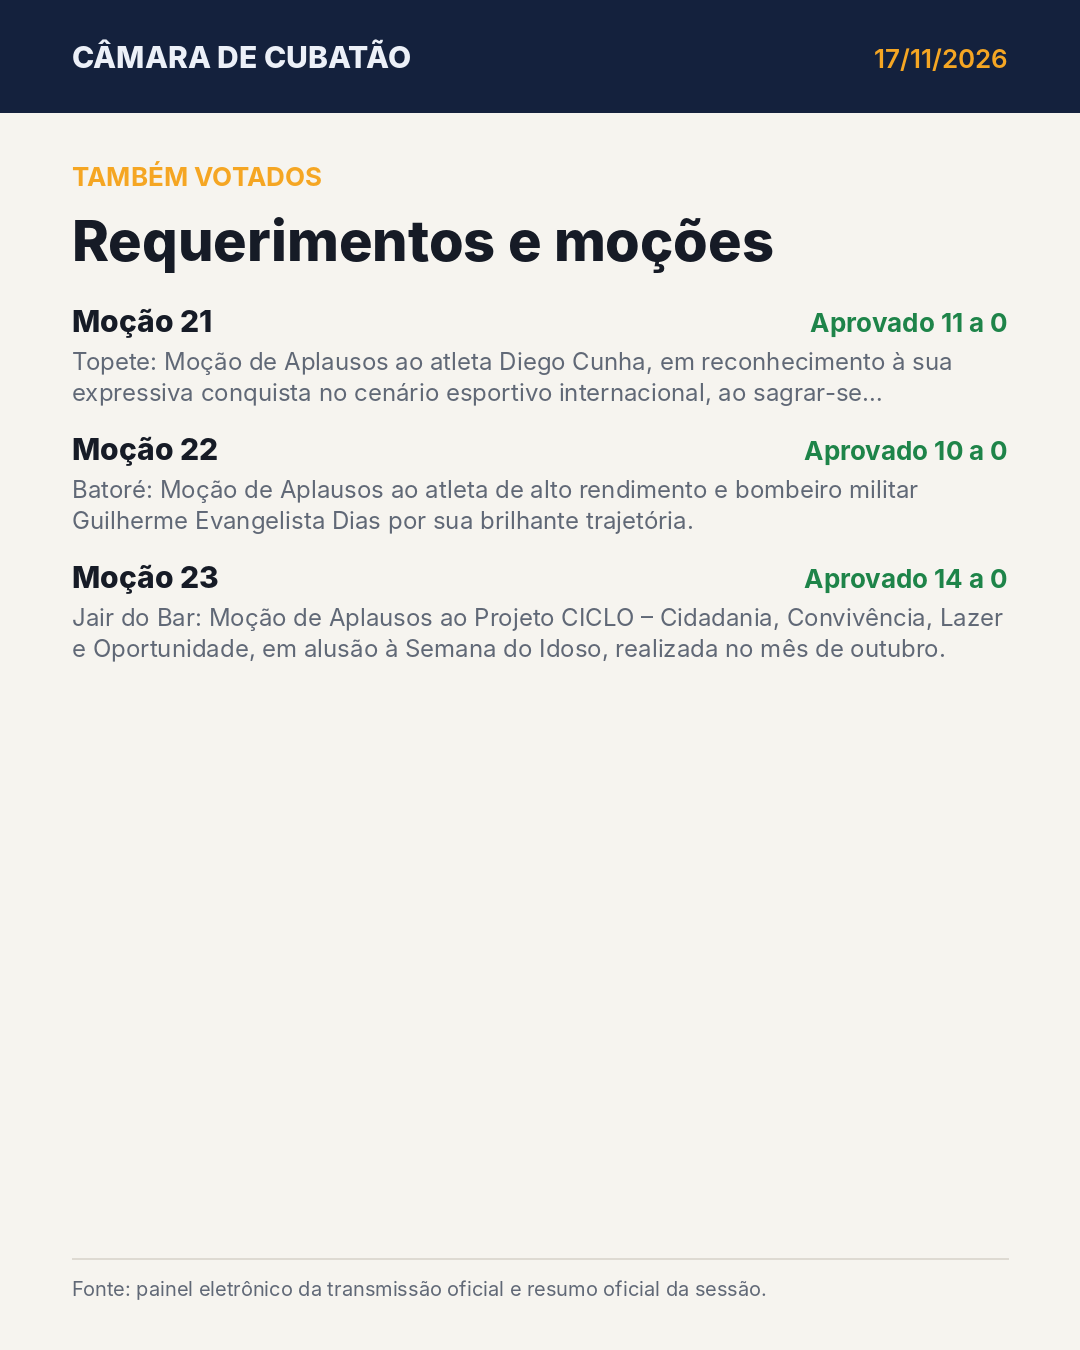 CÂMARA DE CUBATÃO
17/11/2026
TAMBÉM VOTADOS
Requerimentos e moções
Moção 21
Aprovado 11 a 0
Topete: Moção de Aplausos ao atleta Diego Cunha, em reconhecimento à sua
expressiva conquista no cenário esportivo internacional, ao sagrar-se...
Moção 22
Aprovado 10 a 0
Batoré: Moção de Aplausos ao atleta de alto rendimento e bombeiro militar
Guilherme Evangelista Dias por sua brilhante trajetória.
Moção 23
Aprovado 14 a 0
Jair do Bar: Moção de Aplausos ao Projeto CICLO – Cidadania, Convivência, Lazer
e Oportunidade, em alusão à Semana do Idoso, realizada no mês de outubro.
Fonte: painel eletrônico da transmissão oficial e resumo oficial da sessão.